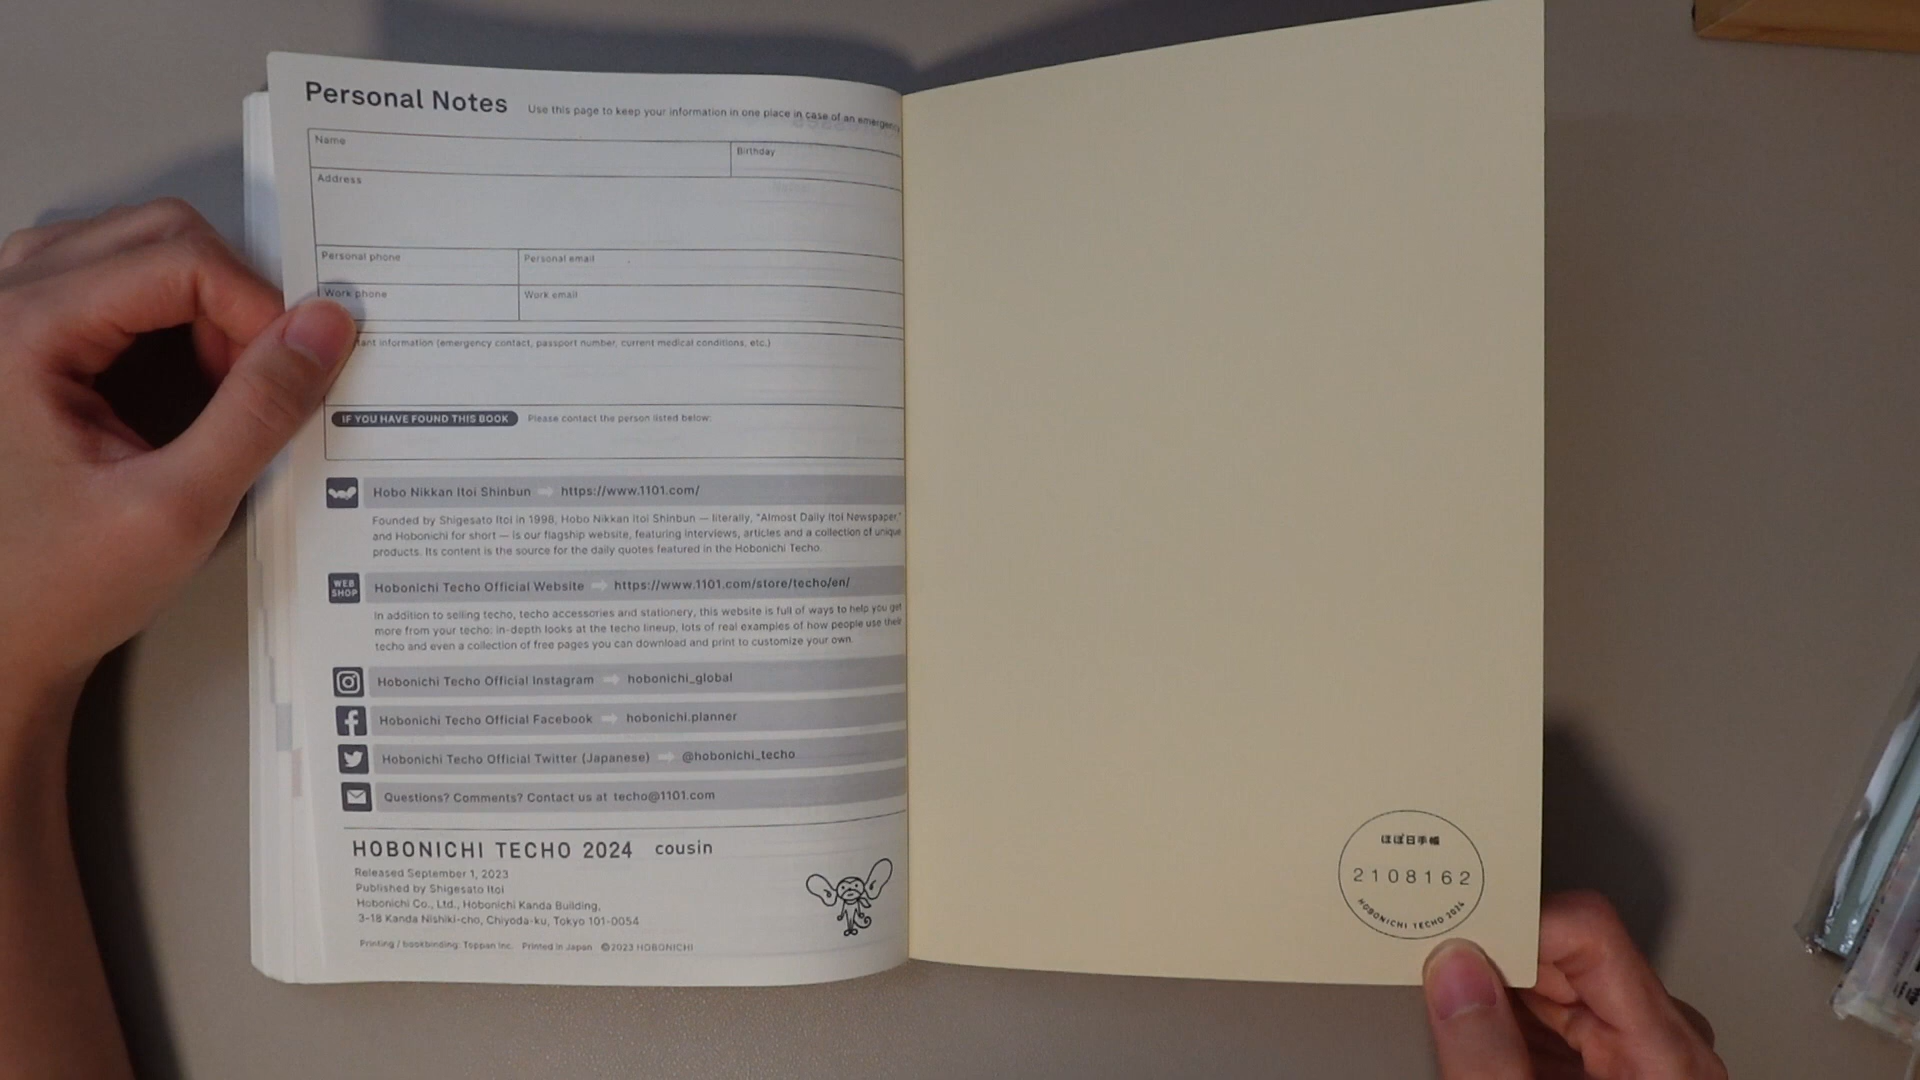 Personal Notes Use this page to keep your information in one place in case of an emergency
Name Birthday
Address
Personal phone Personal email
Work phone Work email
information (emergency contact, passport number, current medical conditions, etc.)
IF YOU HAVE FOUND THIS BOOK Please contact the person listed below:
Hobo Nikkan Itoi Shinbun → https://www.1101.com/
Founded by Shigesato Itoi in 1998, Hobo Nikkan Itoi Shinbun — literally, "Almost Daily Itoi Newspaper,"
and Hobonichi for short — is our flagship website, featuring interviews, articles and a collection of unique
products. Its content is the source for the daily quotes featured in the Hobonichi Techo.
WEB
SHOP
Hobonichi Techo Official Website → https://www.1101.com/store/techo/en/
In addition to selling techo, techo accessories and stationery, this website is full of ways to help you get
more from your techo: in-depth looks at the techo lineup, lots of real examples of how people use their
techo and even a collection of free pages you can download and print to customize your own.
Hobonichi Techo Official Instagram → hobonichi_global
Hobonichi Techo Official Facebook → hobonichi.planner
Hobonichi Techo Official Twitter (Japanese) → @hobonichi_techo
Questions? Comments? Contact us at techo@1101.com
HOBONICHI TECHO 2024 cousin
Released September 1, 2023
Published by Shigesato Itoi
Hobonichi Co., Ltd., Hobonichi Kanda Building,
3-18 Kanda Nishiki-cho, Chiyoda-ku, Tokyo 101-0054
Printing / bookbinding: Toppan Inc. Printed in Japan ©2023 HOBONICHI
ほぼ日手帳
2108162
HOBONICHI TECHO 2024